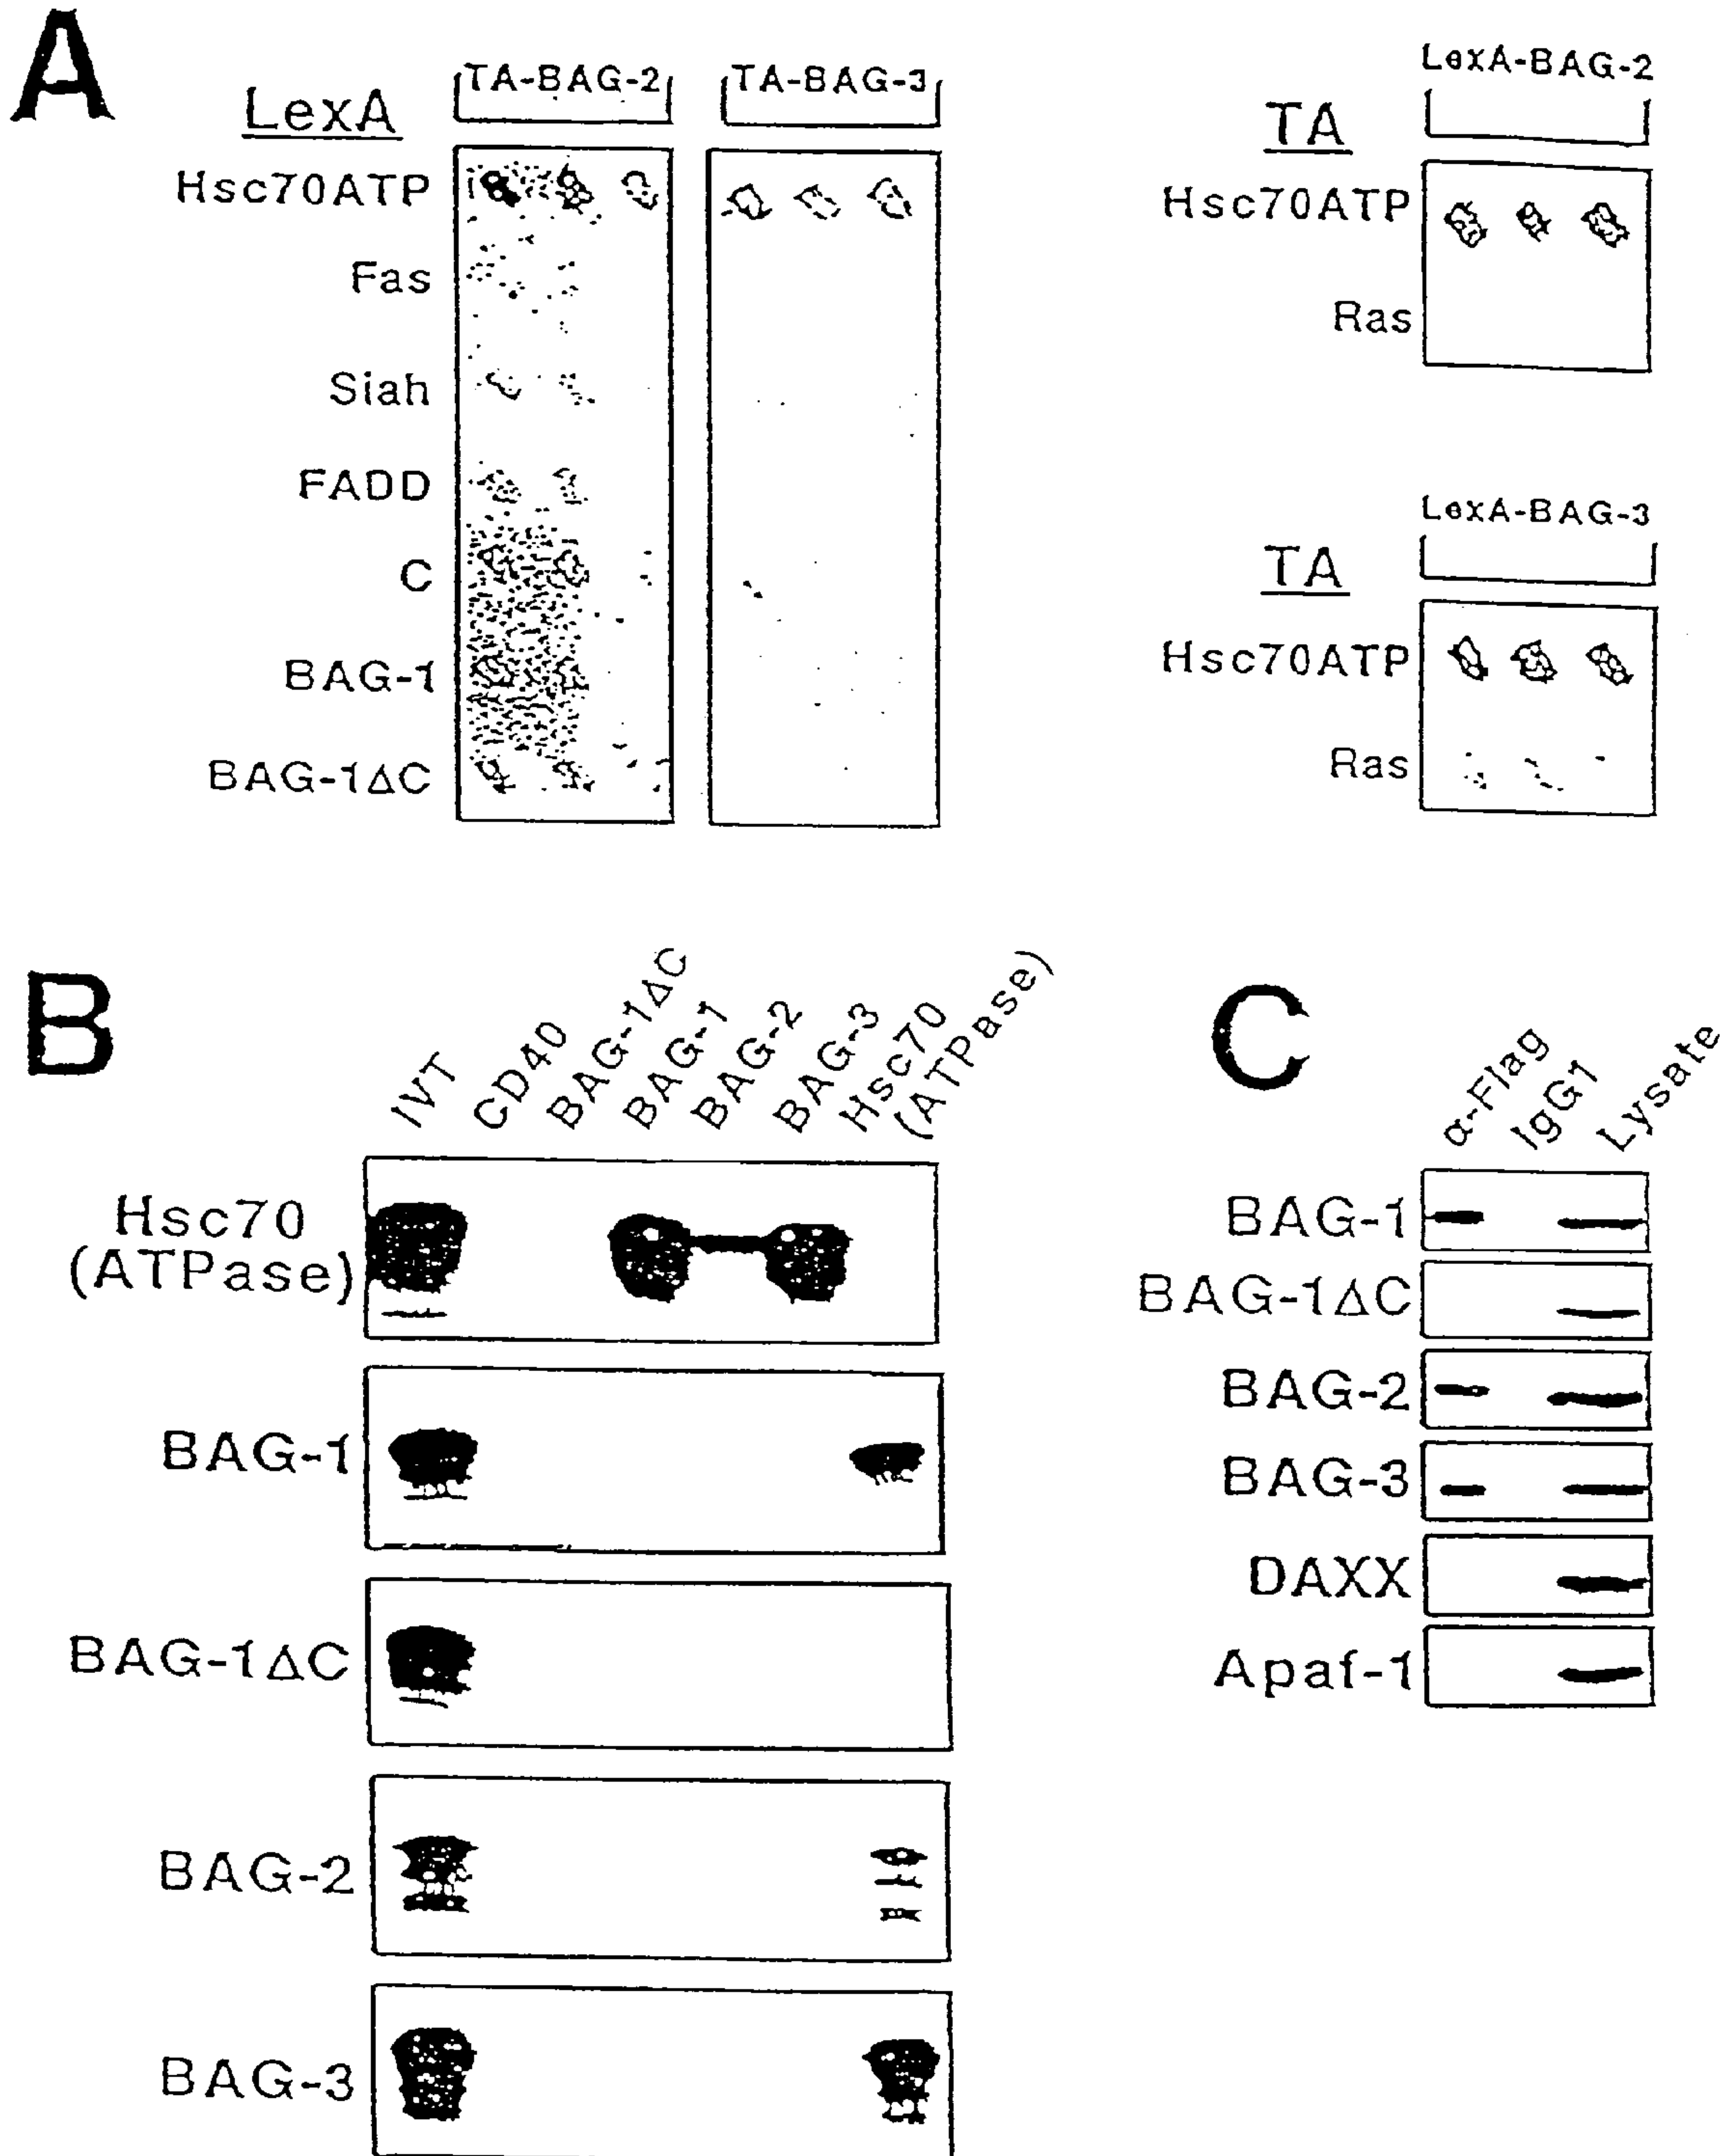 A
LexA
TA-BAG-2
TA-BAG-3
Hsc70ATP
Fas
Siah
FADD
C
BAG-1
BAG-1ΔC
LexA-BAG-2
TA
Hsc70ATP
Ras
LexA-BAG-3
TA
Hsc70ATP
Ras
B
IVT
CD40
BAG-1ΔC
BAG-1
BAG-2
BAG-3
Hsc70
(ATPase)
Hsc70
(ATPase)
BAG-1
BAG-1ΔC
BAG-2
BAG-3
C
α-Flag
IgG1
Lysate
BAG-1
BAG-1ΔC
BAG-2
BAG-3
DAXX
Apaf-1